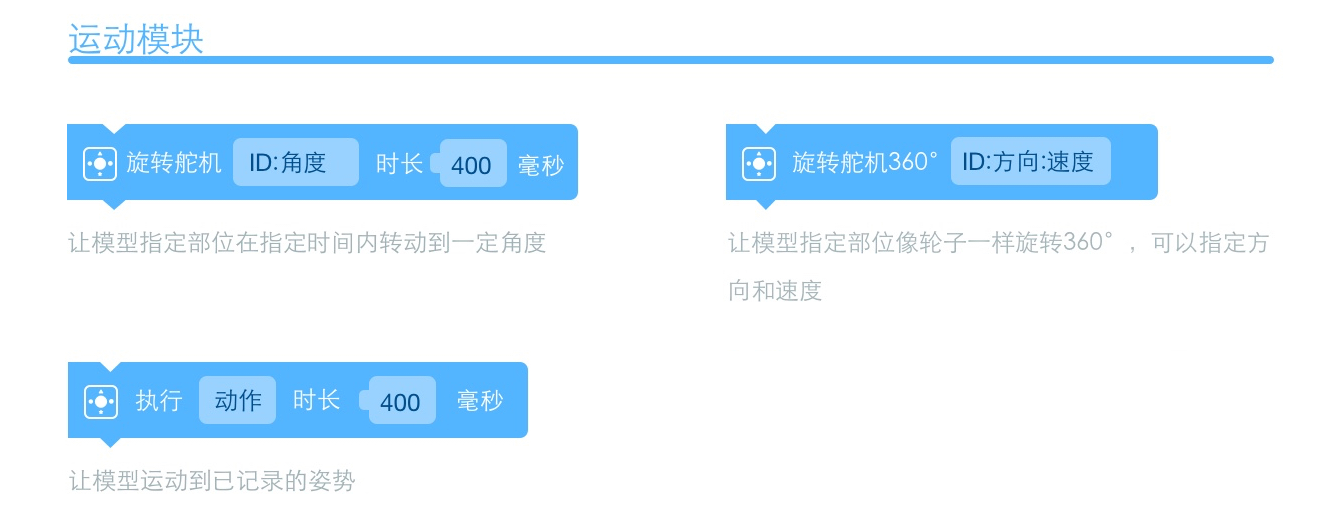 运动模块
旋转舵机 ID:角度 时长 400 毫秒
旋转舵机360° ID:方向:速度
让模型指定部位在指定时间内转动到一定角度
让模型指定部位像轮子一样旋转360°，可以指定方
向和速度
执行 动作 时长 400 毫秒
让模型运动到已记录的姿势